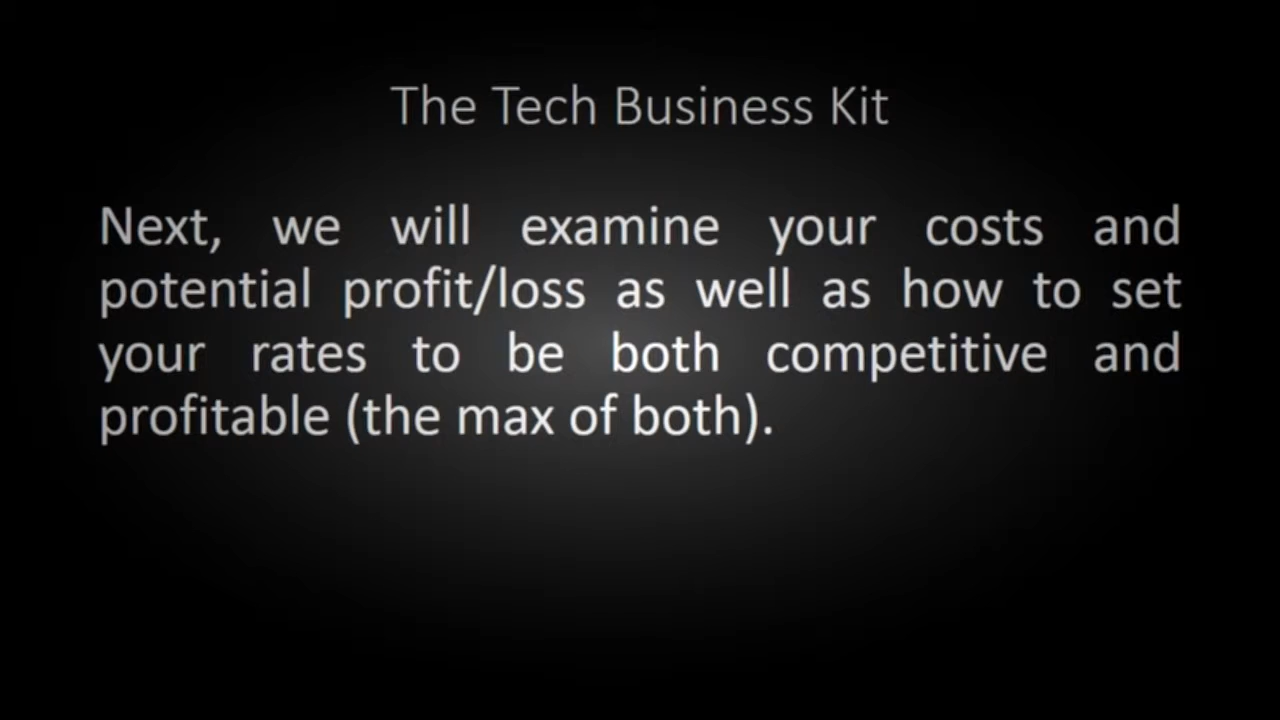 The Tech Business Kit
Next, we will examine your costs and
potential profit/loss as well as how to set
your rates to be both competitive and
profitable (the max of both).